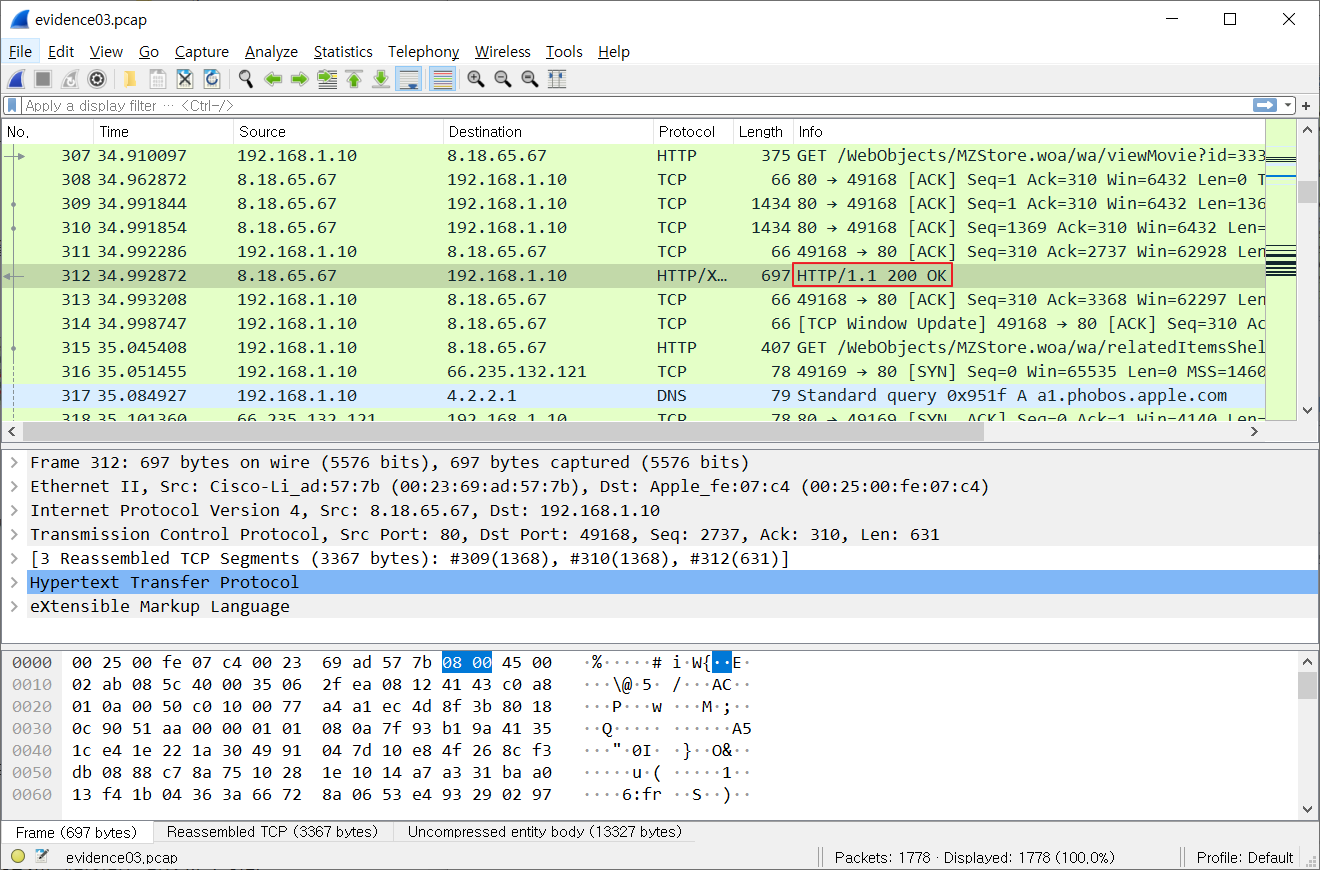 evidence03.pcap
File Edit View Go Capture Analyze Statistics Telephony Wireless Tools Help
Apply a display filter ··· <Ctrl-/>
No. Time Source Destination Protocol Length Info
307 34.910097 192.168.1.10 8.18.65.67 HTTP 375 GET /WebObjects/MZStore.woa/wa/viewMovie?id=333
308 34.962872 8.18.65.67 192.168.1.10 TCP 66 80 → 49168 [ACK] Seq=1 Ack=310 Win=6432 Len=0 T
309 34.991844 8.18.65.67 192.168.1.10 TCP 1434 80 → 49168 [ACK] Seq=1 Ack=310 Win=6432 Len=136
310 34.991854 8.18.65.67 192.168.1.10 TCP 1434 80 → 49168 [ACK] Seq=1369 Ack=310 Win=6432 Len=
311 34.992286 192.168.1.10 8.18.65.67 TCP 66 49168 → 80 [ACK] Seq=310 Ack=2737 Win=62928 Len
312 34.992872 8.18.65.67 192.168.1.10 HTTP/X… 697 HTTP/1.1 200 OK
313 34.993208 192.168.1.10 8.18.65.67 TCP 66 49168 → 80 [ACK] Seq=310 Ack=3368 Win=62297 Len
314 34.998747 192.168.1.10 8.18.65.67 TCP 66 [TCP Window Update] 49168 → 80 [ACK] Seq=310 Ac
315 35.045408 192.168.1.10 8.18.65.67 HTTP 407 GET /WebObjects/MZStore.woa/wa/relatedItemsShel
316 35.051455 192.168.1.10 66.235.132.121 TCP 78 49169 → 80 [SYN] Seq=0 Win=65535 Len=0 MSS=1460
317 35.084927 192.168.1.10 4.2.2.1 DNS 79 Standard query 0x951f A a1.phobos.apple.com
318 35.101360 66.235.132.121 192.168.1.10 TCP 78 80 → 49169 [SYN, ACK] Seq=0 Ack=1 Win=4140 Len=
Frame 312: 697 bytes on wire (5576 bits), 697 bytes captured (5576 bits)
Ethernet II, Src: Cisco-Li_ad:57:7b (00:23:69:ad:57:7b), Dst: Apple_fe:07:c4 (00:25:00:fe:07:c4)
Internet Protocol Version 4, Src: 8.18.65.67, Dst: 192.168.1.10
Transmission Control Protocol, Src Port: 80, Dst Port: 49168, Seq: 2737, Ack: 310, Len: 631
[3 Reassembled TCP Segments (3367 bytes): #309(1368), #310(1368), #312(631)]
Hypertext Transfer Protocol
eXtensible Markup Language
0000 00 25 00 fe 07 c4 00 23 69 ad 57 7b 08 00 45 00 ·%·····# i·W{··E·
0010 02 ab 08 5c 40 00 35 06 2f ea 08 12 41 43 c0 a8 ···\@·5· /···AC··
0020 01 0a 00 50 c0 10 00 77 a4 a1 ec 4d 8f 3b 80 18 ···P···w ···M·;··
0030 0c 90 51 aa 00 00 01 01 08 0a 7f 93 b1 9a 41 35 ··Q····· ······A5
0040 1c e4 1e 22 1a 30 49 91 04 7d 10 e8 4f 26 8c f3 ···"·0I· ·}··O&··
0050 db 08 88 c7 8a 75 10 28 1e 10 14 a7 a3 31 ba a0 ·····u·( ·····1··
0060 13 f4 1b 04 36 3a 66 72 8a 06 53 e4 93 29 02 97 ····6:fr ··S··)··
Frame (697 bytes) Reassembled TCP (3367 bytes) Uncompressed entity body (13327 bytes)
evidence03.pcap Packets: 1778 · Displayed: 1778 (100.0%) Profile: Default